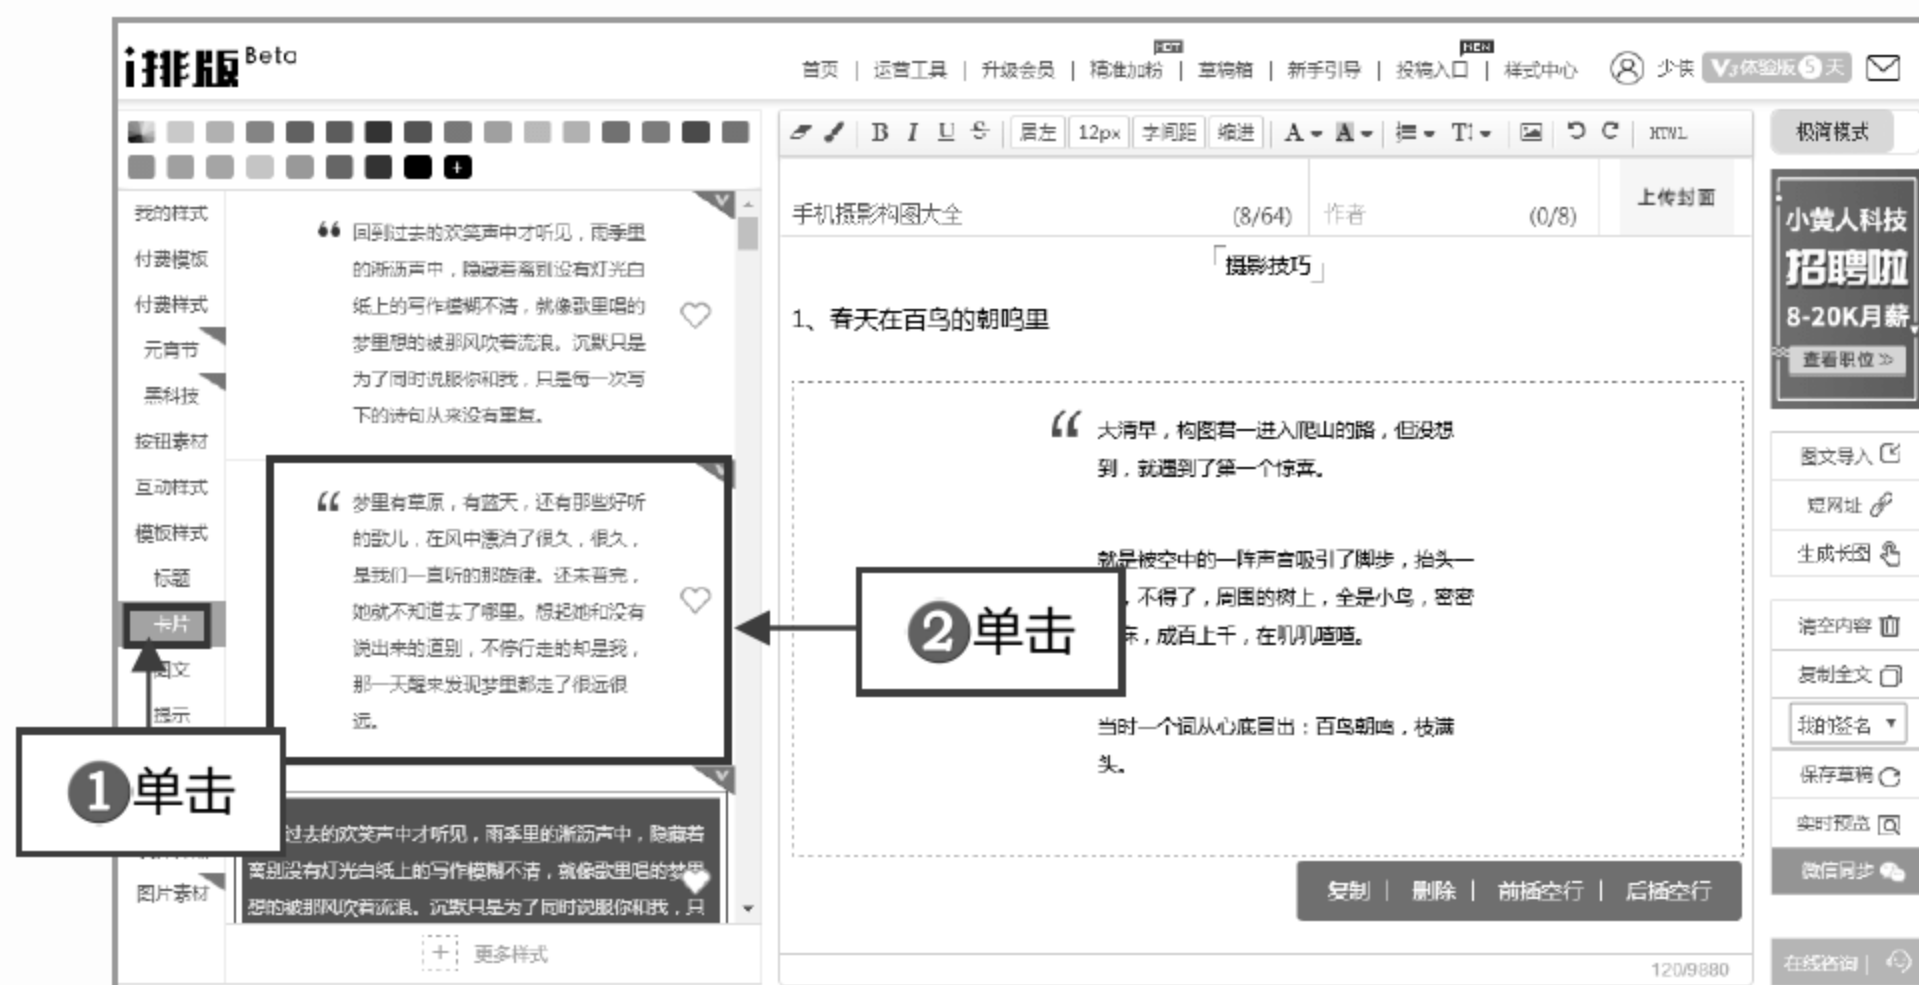 i排版 Beta
首页 | 运营工具 | 升级会员 | 精准加粉 | 草稿箱 | 新手引导 | 投稿入口 | 样式中心
HOT
NEW
少侠
V3体验版5天
B I U S 居左 12px 字间距 缩进 A A T HTML
极简模式
我的样式
付费模板
付费样式
元宵节
黑科技
按钮素材
互动样式
模板样式
标题
卡片
图文
提示
图片素材
回到过去的欢笑声中才听见，雨季里
的淅沥声中，隐藏着离别没有灯光白
纸上的写作模糊不清，就像歌里唱的
梦里想的被那风吹着流浪。沉默只是
为了同时说服你和我，只是每一次写
下的诗句从来没有重复。
梦里有草原，有蓝天，还有那些好听
的歌儿，在风中漂泊了很久，很久，
是我们一直听的那旋律。还未普完，
她就不知道去了哪里。想起她和没有
说出来的道别，不停行走的却是我，
那一天醒来发现梦里都走了很远很
远。
过去的欢笑声中才听见，雨季里的淅沥声中，隐藏着
离别没有灯光白纸上的写作模糊不清，就像歌里唱的梦里
想的被那风吹着流浪。沉默只是为了同时说服你和我，只
+ 更多样式
❶单击
❷单击
手机摄影构图大全 (8/64) 作者 (0/8) 上传封面
「摄影技巧」
1、春天在百鸟的朝鸣里
大清早，构图君一进入爬山的路，但没想
到，就遇到了第一个惊喜。
就是被空中的一阵声音吸引了脚步，抬头一
，不得了，周围的树上，全是小鸟，密密
麻，成百上千，在叽叽喳喳。
当时一个词从心底冒出：百鸟朝鸣，枝满
头。
复制 | 删除 | 前插空行 | 后插空行
120/9880
小黄人科技
招聘啦
8-20K月薪
查看职位
图文导入
短网址
生成长图
清空内容
复制全文
我的签名
保存草稿
实时预览
微信同步
在线咨询